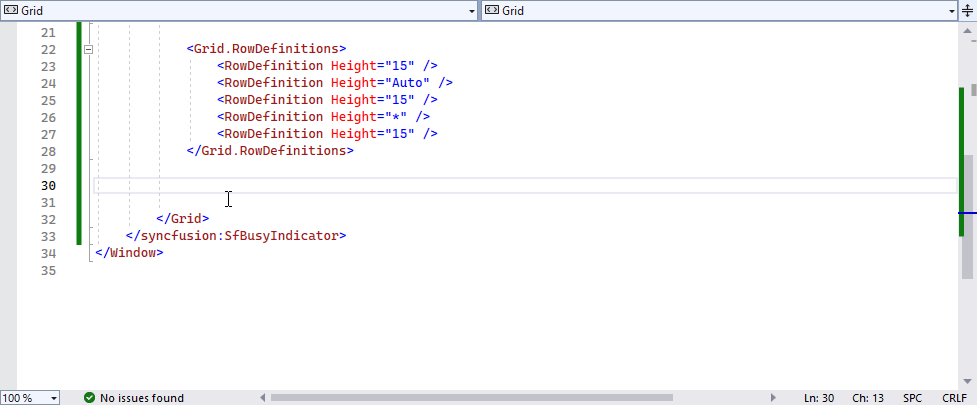 Grid Grid
21
22 <Grid.RowDefinitions>
23 <RowDefinition Height="15" />
24 <RowDefinition Height="Auto" />
25 <RowDefinition Height="15" />
26 <RowDefinition Height="*" />
27 <RowDefinition Height="15" />
28 </Grid.RowDefinitions>
29
30
31
32 </Grid>
33 </syncfusion:SfBusyIndicator>
34 </Window>
35
100 % No issues found Ln: 30 Ch: 13 SPC CRLF